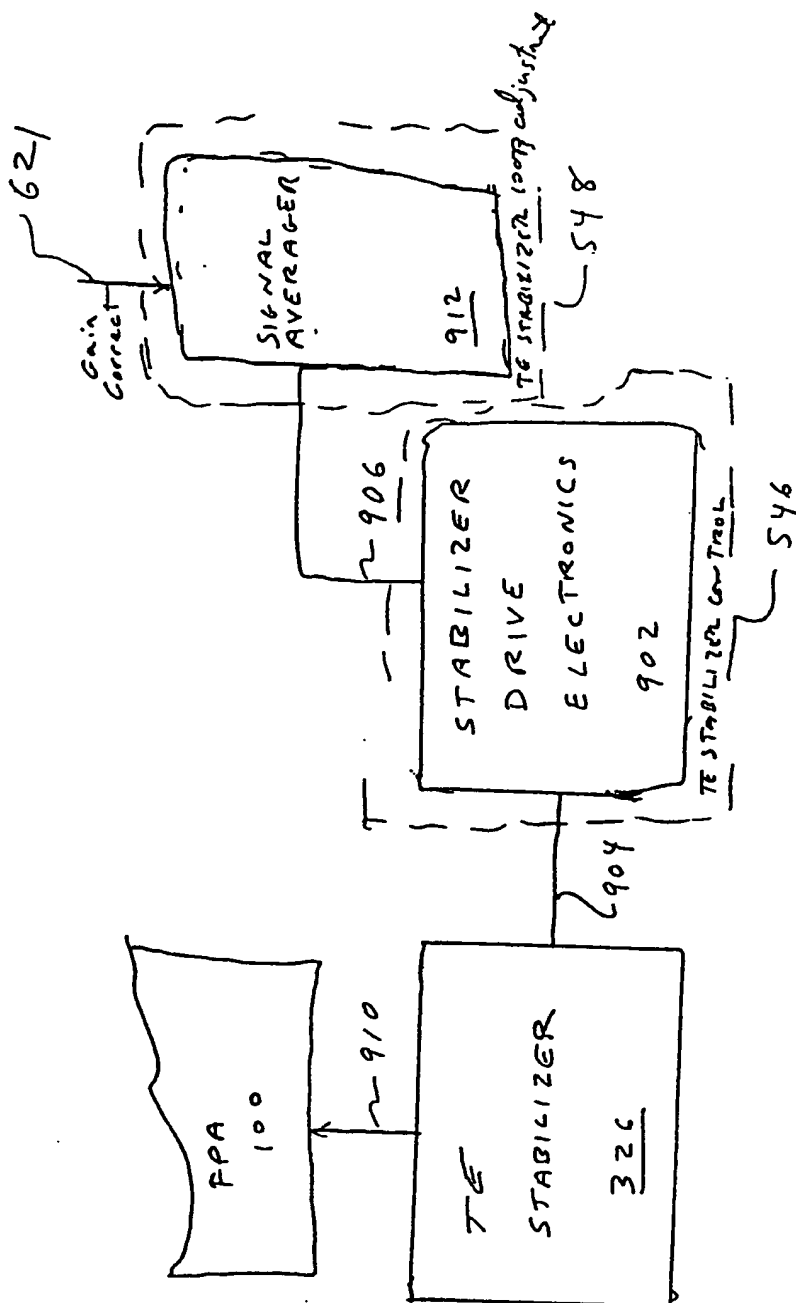 621
Gain
Correct
SIGNAL
AVERAGER
912
TE STABILIZER LOOP adjustment
548
906
STABILIZER
DRIVE
ELECTRONICS
902
TE STABILIZER CONTROL
546
904
FPA
100
910
TE
STABILIZER
326